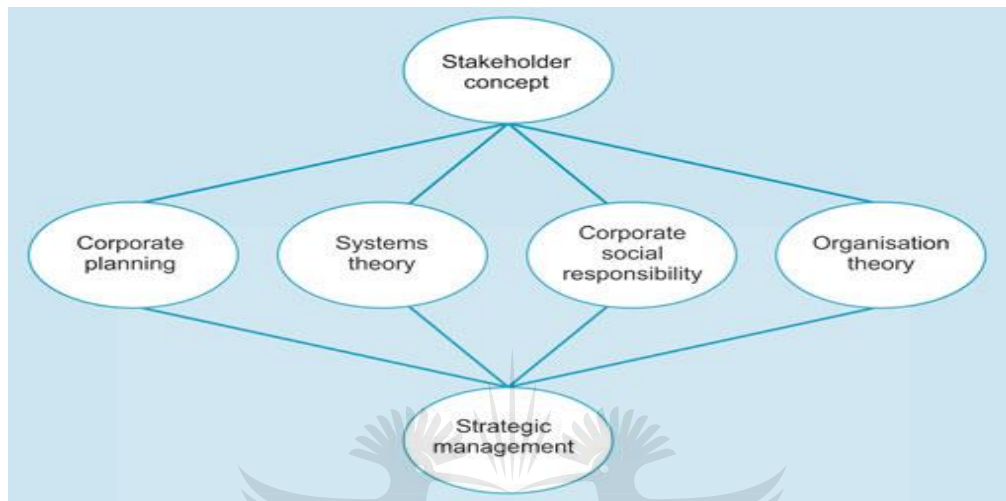 Stakeholder
concept
Corporate
planning
Systems
theory
Corporate
social
responsibility
Organisation
theory
Strategic
management